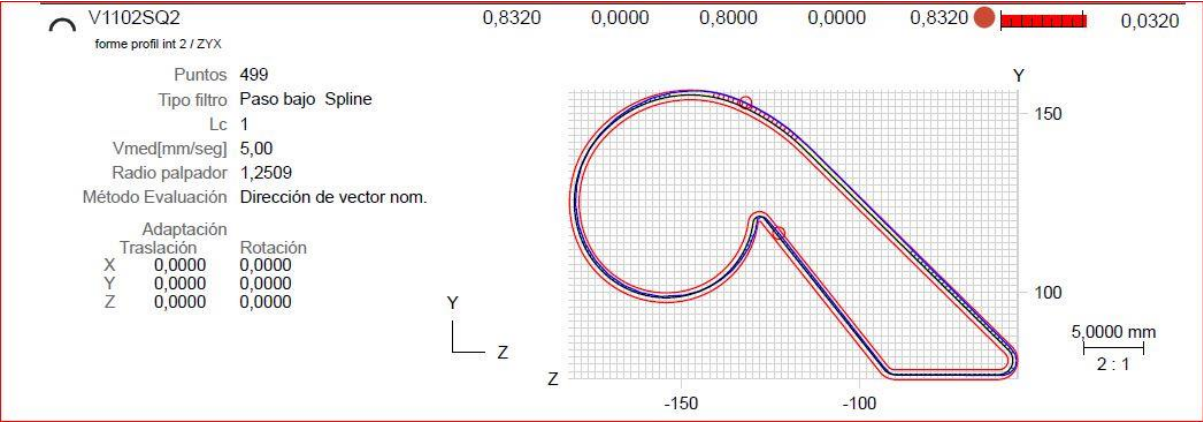 V1102SQ2 0,8320 0,0000 0,8000 0,0000 0,8320 0,0320
forme profil int 2 / ZYX
Puntos 499
Tipo filtro Paso bajo Spline
Lc 1
Vmed[mm/seg] 5,00
Radio palpador 1,2509
Método Evaluación Dirección de vector nom.
Adaptación
Traslación Rotación
X 0,0000 0,0000
Y 0,0000 0,0000
Z 0,0000 0,0000
Y
Z
Y
150
100
Z
-150 -100
5,0000 mm
2 : 1